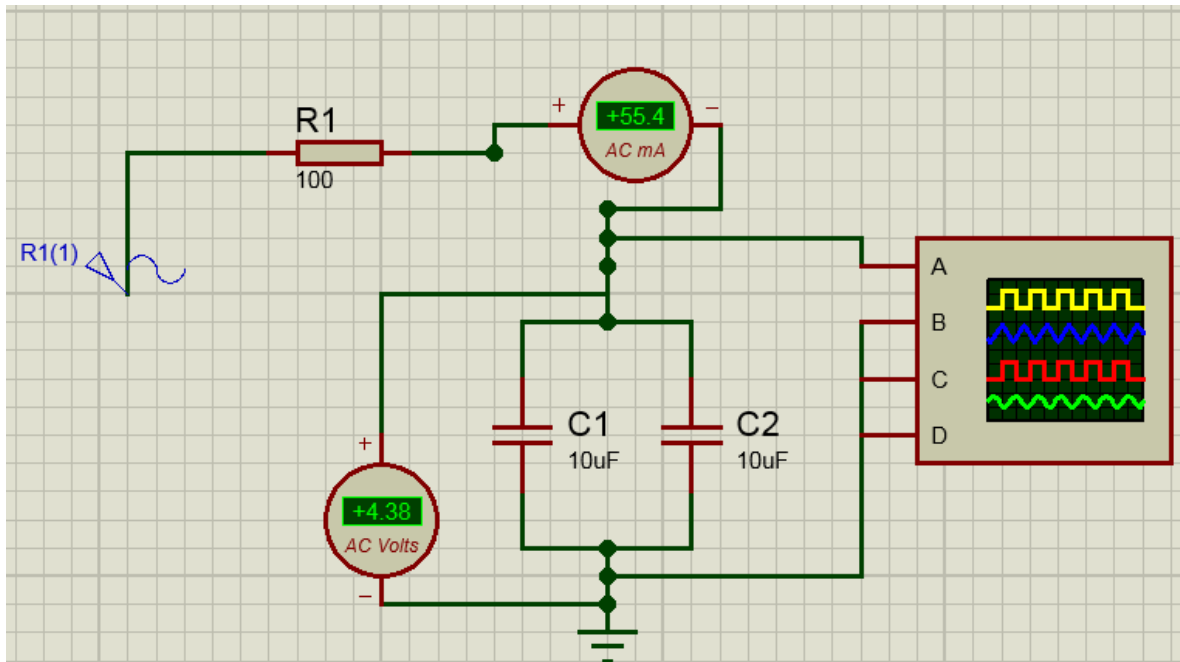 R1
100
R1(1)
+
-
+55.4
AC mA
A
B
C
D
C1
10uF
C2
10uF
+
+4.38
AC Volts
-